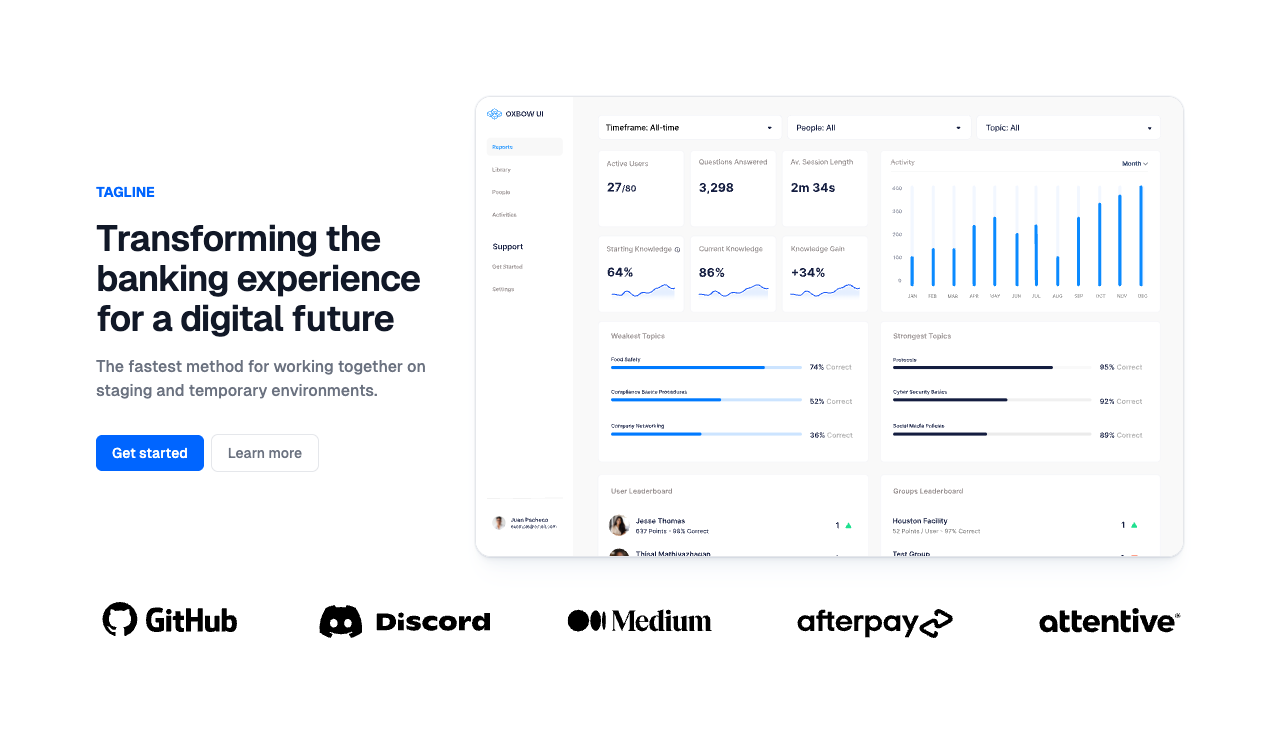 TAGLINE
Transforming the
banking experience
for a digital future
The fastest method for working together on
staging and temporary environments.
Get started
Learn more
OXBOW UI
Reports
Library
People
Activities
Support
Get Started
Settings
Juan Pacheco
Timeframe: All-time
People: All
Topic: All
Active Users
27/80
Questions Answered
3,298
Av. Session Length
2m 34s
Starting Knowledge
64%
Current Knowledge
86%
Knowledge Gain
+34%
Activity
Month
400
300
200
100
0
JAN FEB MAR APR MAY JUN JUL AUG SEP OCT NOV DEC
Weakest Topics
Food Safety
74% Correct
Compliance Basics Procedures
52% Correct
Company Networking
36% Correct
Strongest Topics
Protocols
95% Correct
Cyber Security Basics
92% Correct
Social Media Policies
89% Correct
User Leaderboard
Jesse Thomas
637 Points - 98% Correct
1
Thisal Mathiyazhagan
Groups Leaderboard
Houston Facility
52 Points / User - 97% Correct
1
Test Group
GitHub
Discord
Medium
afterpay
attentive®